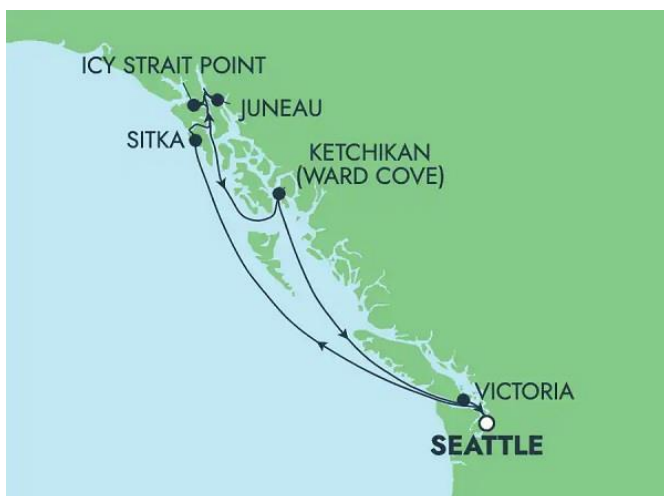 ICY STRAIT POINT
JUNEAU
SITKA
KETCHIKAN
(WARD COVE)
VICTORIA
SEATTLE